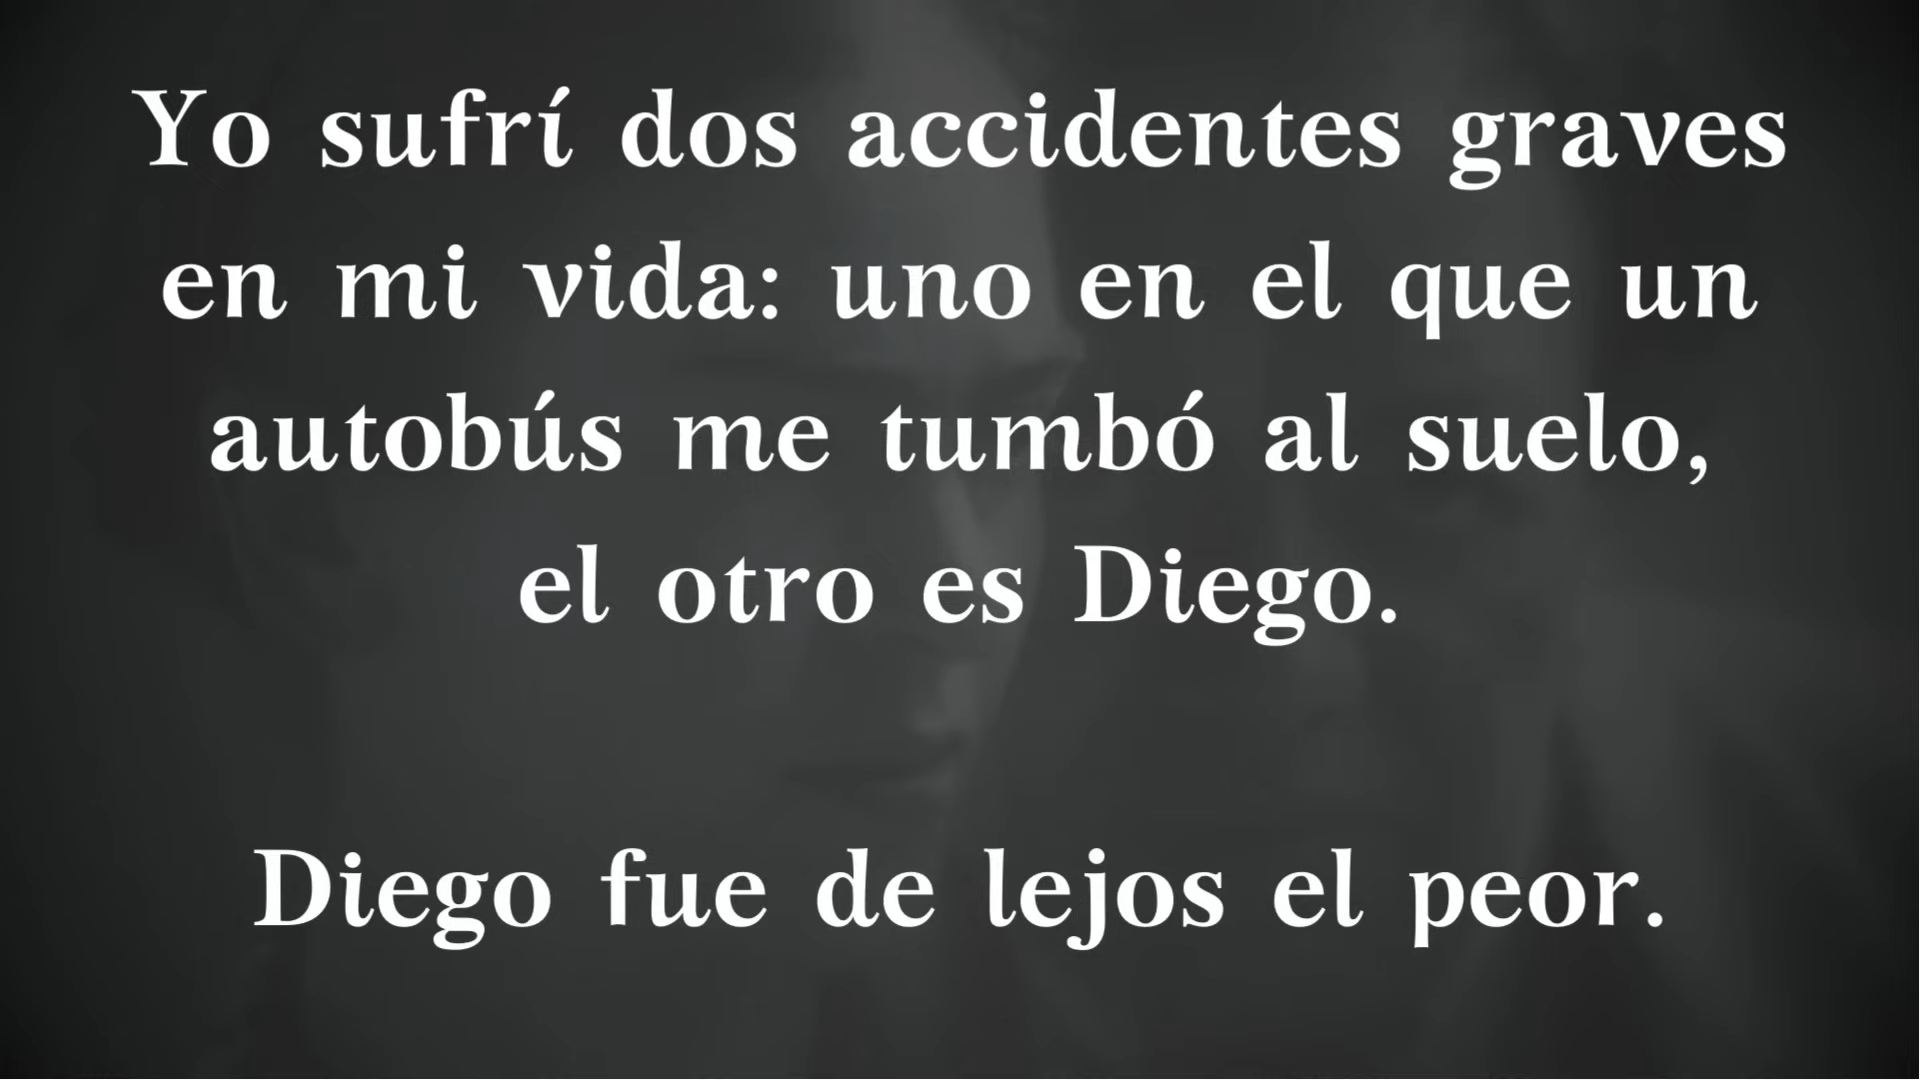 Yo sufrí dos accidentes graves
en mi vida: uno en el que un
autobús me tumbó al suelo,
el otro es Diego.
Diego fue de lejos el peor.